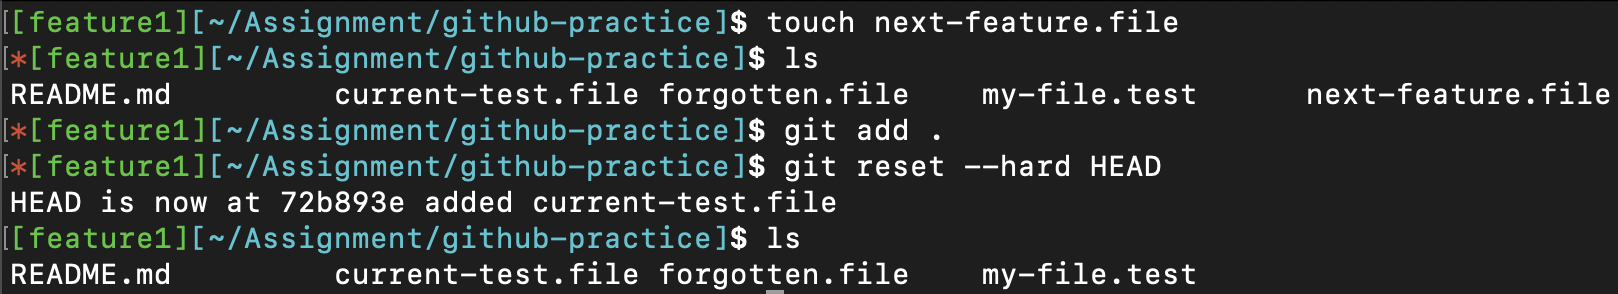 [[feature1][~/Assignment/github-practice]$ touch next-feature.file
[*[feature1][~/Assignment/github-practice]$ ls
README.md         current-test.file forgotten.file    my-file.test      next-feature.file
[*[feature1][~/Assignment/github-practice]$ git add .
[*[feature1][~/Assignment/github-practice]$ git reset --hard HEAD
HEAD is now at 72b893e added current-test.file
[[feature1][~/Assignment/github-practice]$ ls
README.md         current-test.file forgotten.file    my-file.test